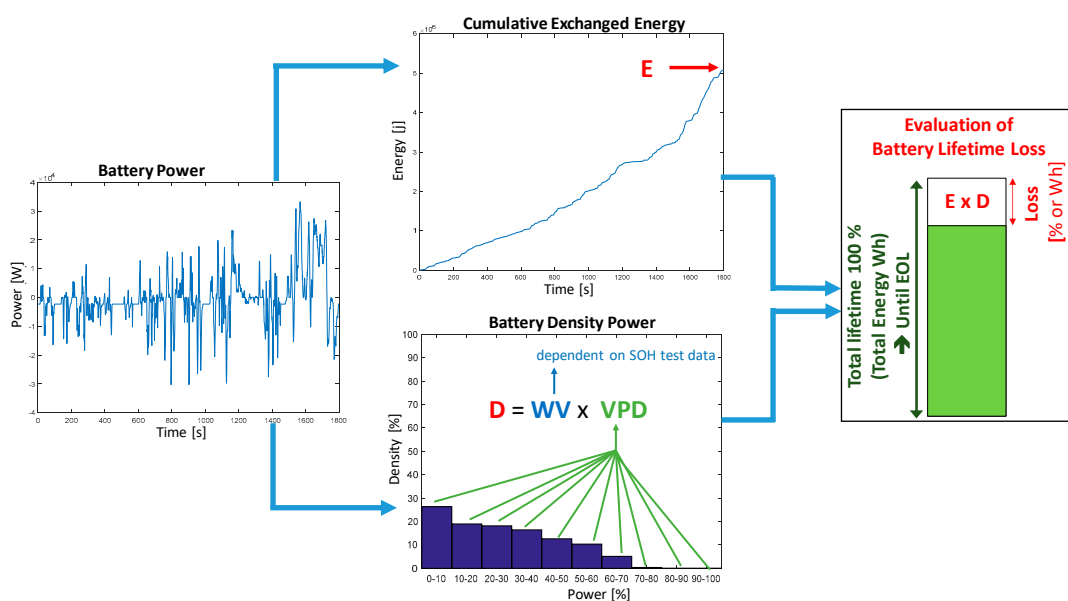 Cumulative Exchanged Energy
6
5
4
3
2
1
0
Energy [j]
E
200 400 600 800 1000 1200 1400 1600 1800
Time [s]
Battery Power
4
3
2
1
0
-1
-2
-3
-4
Power [W]
0 200 400 600 800 1000 1200 1400 1600 1800
Time [s]
Battery Density Power
100
90
80
70
60
50
40
30
20
10
0
Density [%]
dependent on SOH test data
D = WV x VPD
0-10 10-20 20-30 30-40 40-50 50-60 60-70 70-80 80-90 90-100
Power [%]
Evaluation of
Battery Lifetime Loss
E x D
Loss
[% or Wh]
Total lifetime 100 %
(Total Energy Wh)
➔ Until EOL